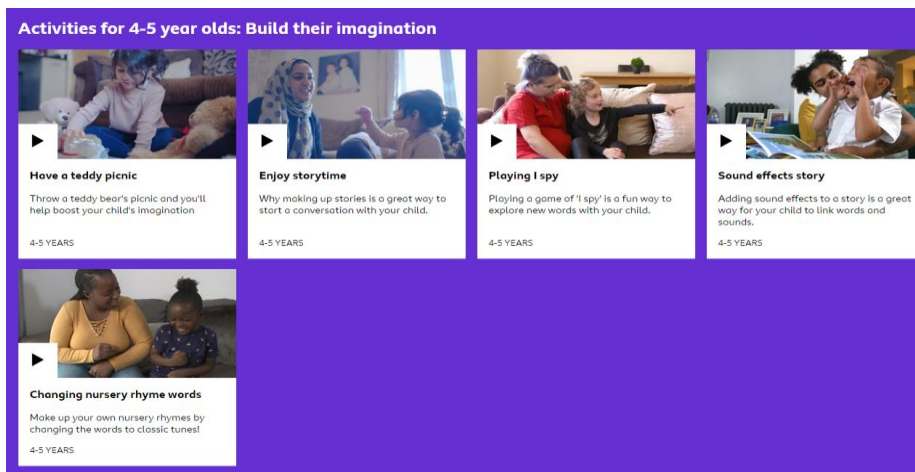 Activities for 4-5 year olds: Build their imagination
Have a teddy picnic
Throw a teddy bear's picnic and you'll
help boost your child's imagination
4-5 YEARS
Enjoy storytime
Why making up stories is a great way to
start a conversation with your child.
4-5 YEARS
Playing I spy
Playing a game of 'I spy' is a fun way to
explore new words with your child.
4-5 YEARS
Sound effects story
Adding sound effects to a story is a great
way for your child to link words and
sounds.
4-5 YEARS
Changing nursery rhyme words
Make up your own nursery rhymes by
changing the words to classic tunes!
4-5 YEARS